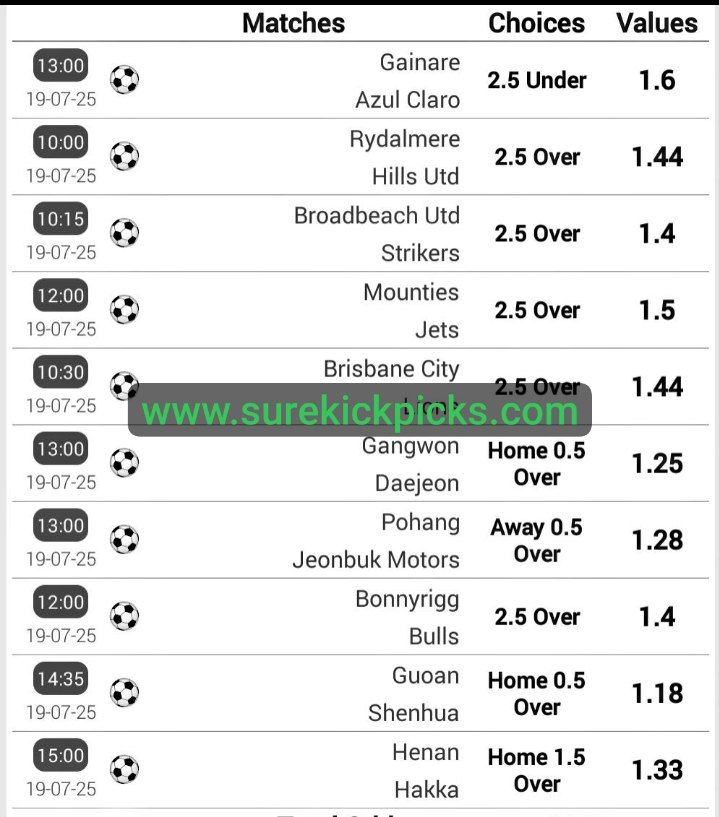 Matches Choices Values
13:00 Gainare
19-07-25 Azul Claro 2.5 Under 1.6
10:00 Rydalmere
19-07-25 Hills Utd 2.5 Over 1.44
10:15 Broadbeach Utd
19-07-25 Strikers 2.5 Over 1.4
12:00 Mounties
19-07-25 Jets 2.5 Over 1.5
10:30 Brisbane City
19-07-25 Lions 2.5 Over 1.44
www.surekickpicks.com
13:00 Gangwon Home 0.5
19-07-25 Daejeon Over 1.25
13:00 Pohang Away 0.5
19-07-25 Jeonbuk Motors Over 1.28
12:00 Bonnyrigg
19-07-25 Bulls 2.5 Over 1.4
14:35 Guoan Home 0.5
19-07-25 Shenhua Over 1.18
15:00 Henan Home 1.5
19-07-25 Hakka Over 1.33